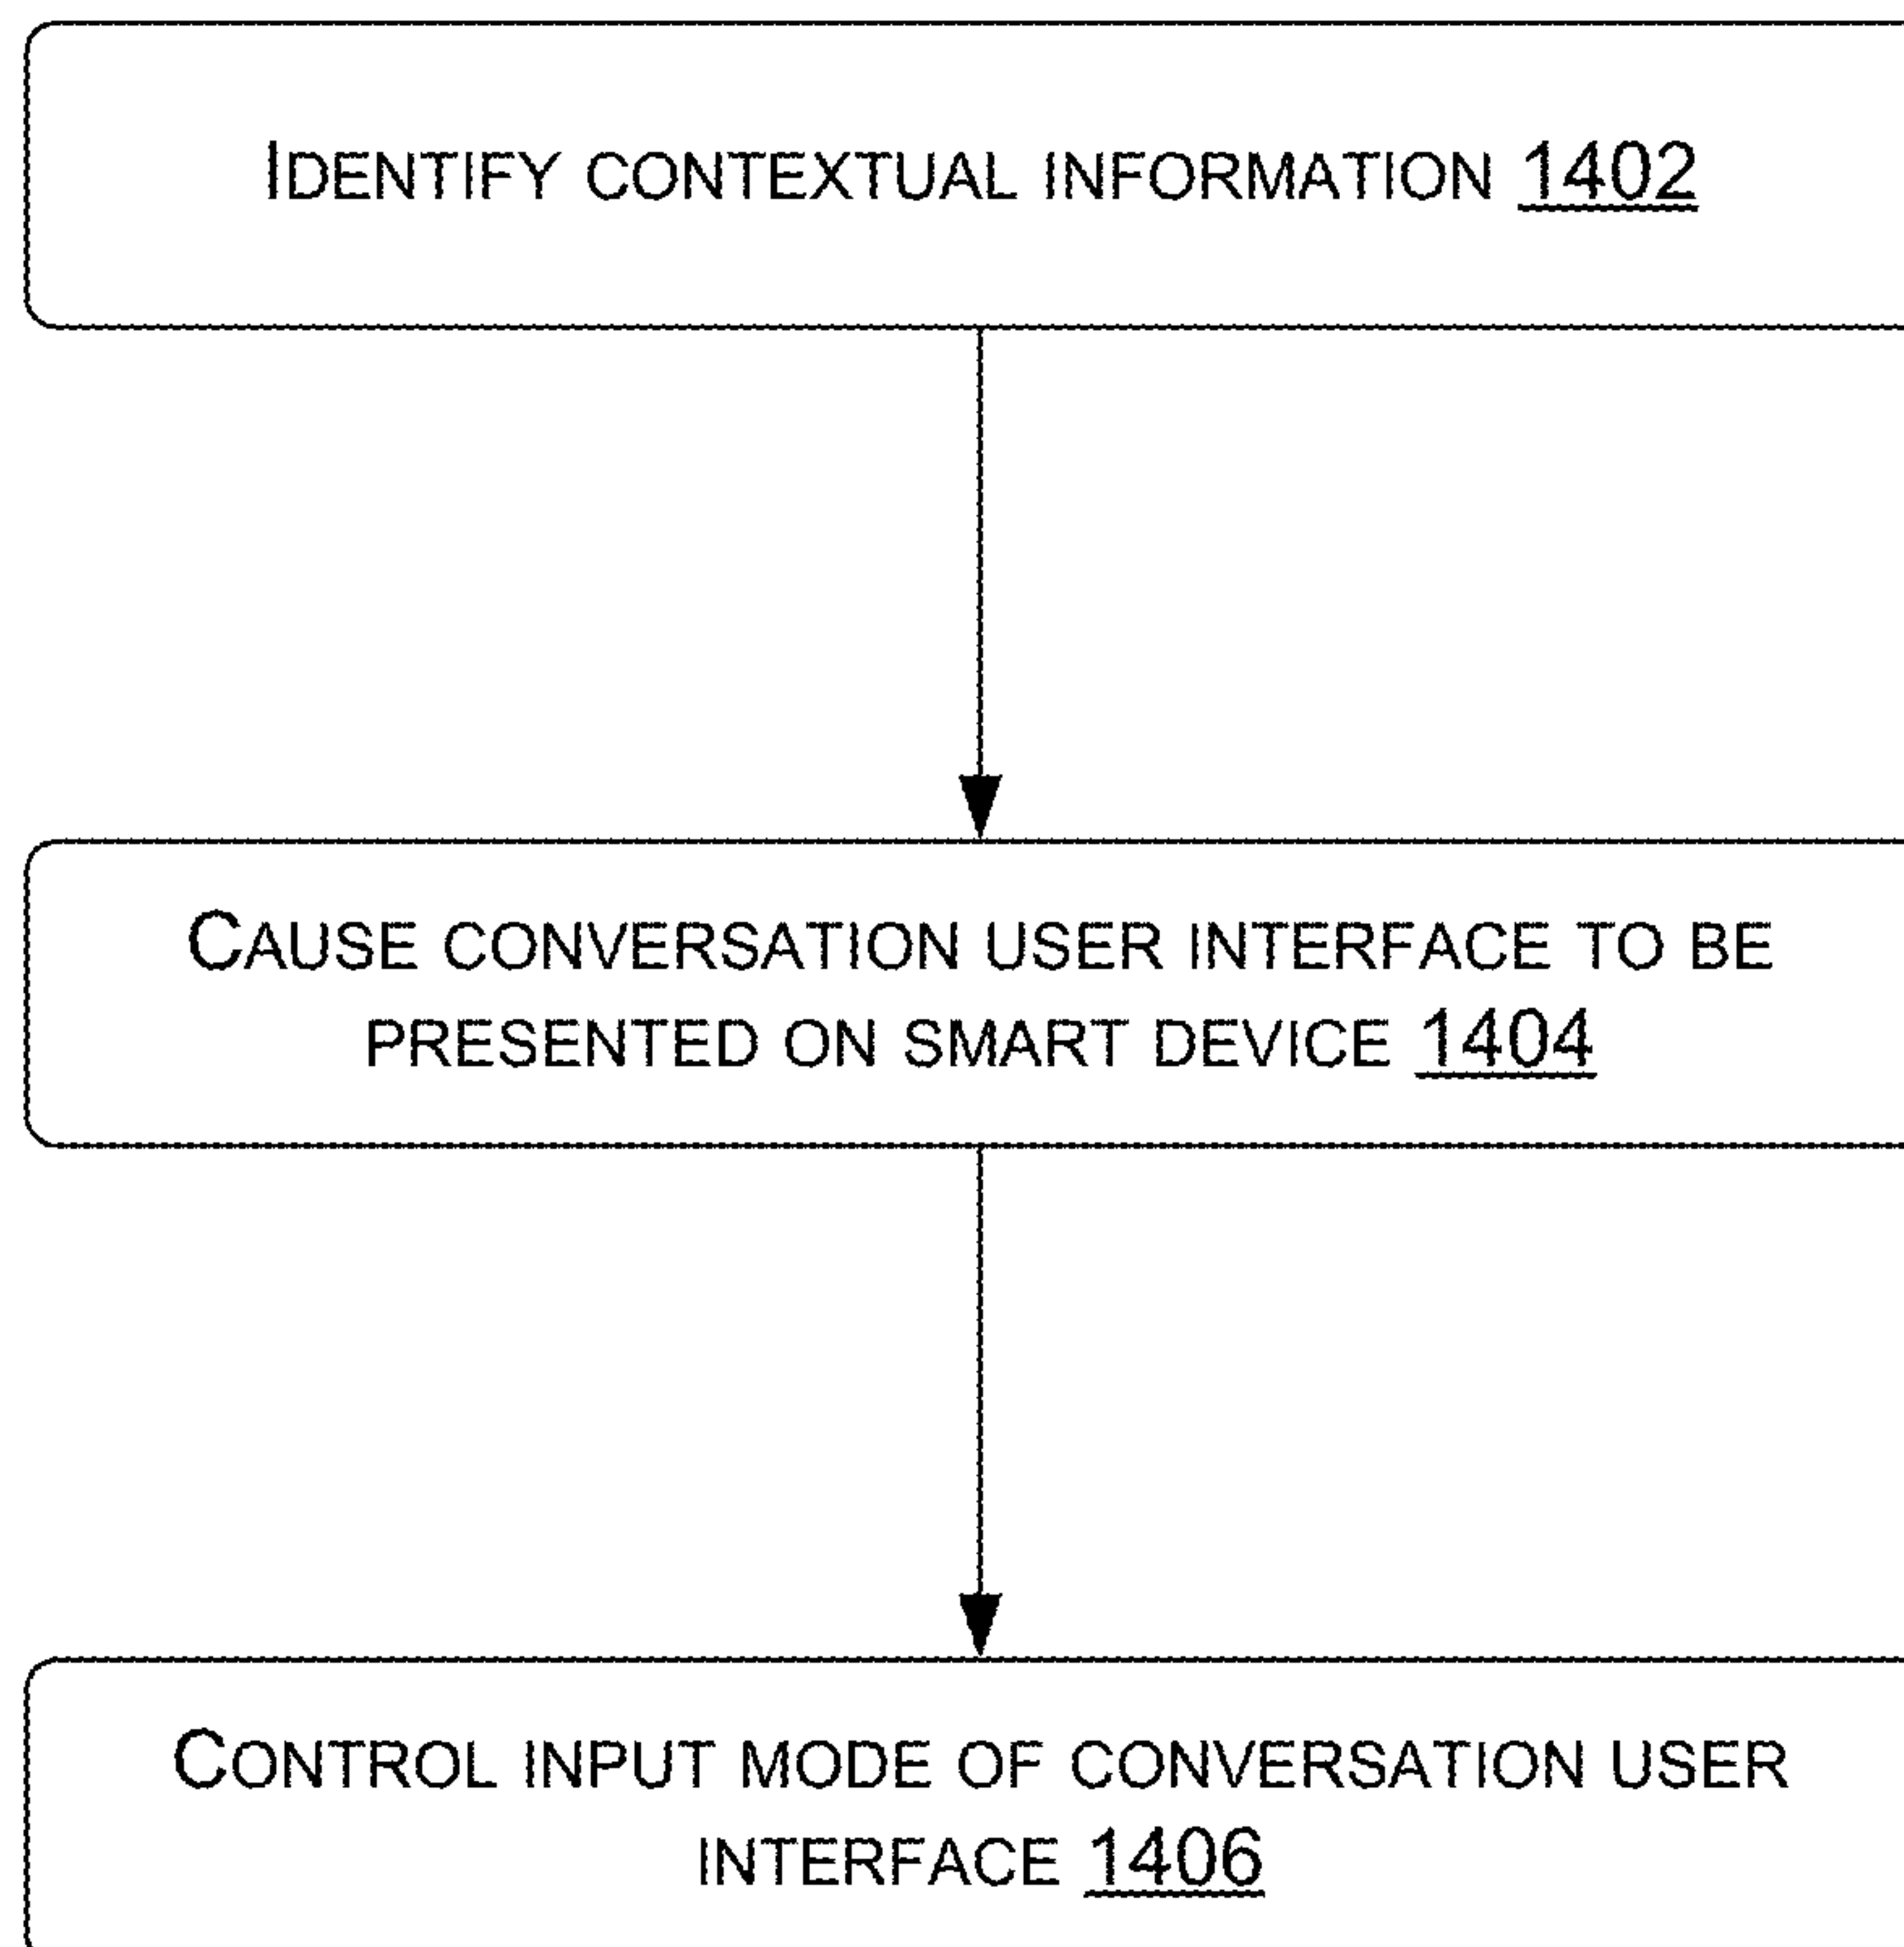 IDENTIFY CONTEXTUAL INFORMATION 1402
CAUSE CONVERSATION USER INTERFACE TO BE
PRESENTED ON SMART DEVICE 1404
CONTROL INPUT MODE OF CONVERSATION USER
INTERFACE 1406